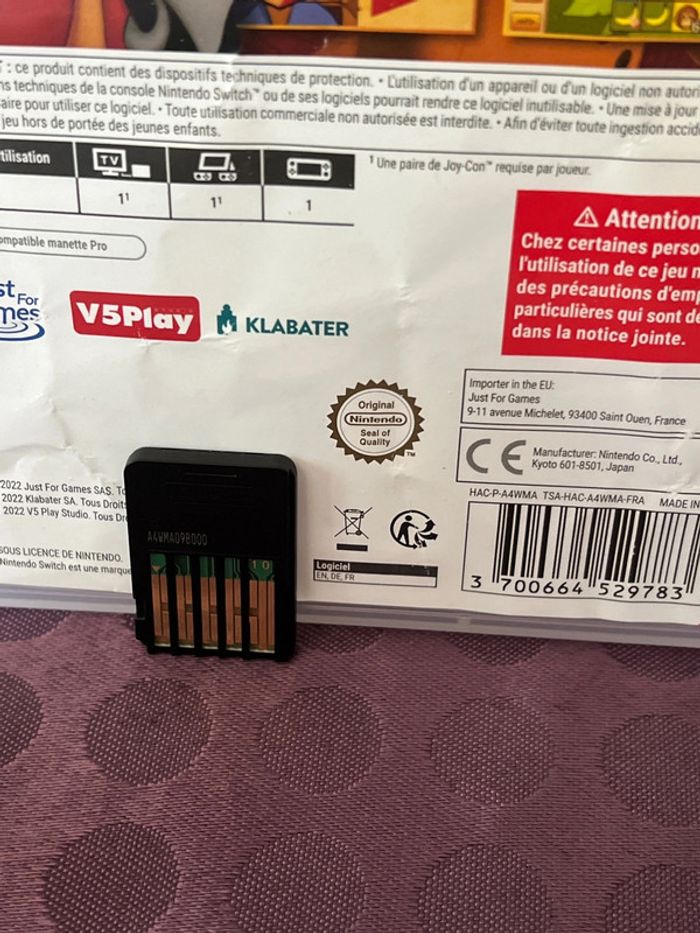 : ce produit contient des dispositifs techniques de protection. • L'utilisation d'un appareil ou d'un logiciel non autori
ns techniques de la console Nintendo Switch™ ou de ses logiciels pourrait rendre ce logiciel inutilisable. • Une mise à jour
aire pour utiliser ce logiciel. • Toute utilisation commerciale non autorisée est interdite. • Afin d'éviter toute ingestion accid
jeu hors de portée des jeunes enfants.
tilisation
TV
1¹
1¹
1
¹ Une paire de Joy-Con™ requise par joueur.
ompatible manette Pro
Attention
Chez certaines perso
l'utilisation de ce jeu n
des précautions d'em
particulières qui sont de
dans la notice jointe.
st For
mes
V5Play
KLABATER
Original
Nintendo
Seal of
Quality
TM
Importer in the EU:
Just For Games
9-11 avenue Michelet, 93400 Saint Ouen, France
CE
Manufacturer: Nintendo Co., Ltd.,
Kyoto 601-8501, Japan
HAC-P-A4WMA TSA-HAC-A4WMA-FRA MADE IN
3 700664 529783
2022 Just For Games SAS. To
2022 Klabater SA. Tous Droits
2022 V5 Play Studio. Tous Dr
SOUS LICENCE DE NINTENDO.
Nintendo Switch est une marque
A4WMA09B000
10
Logiciel
EN, DE, FR